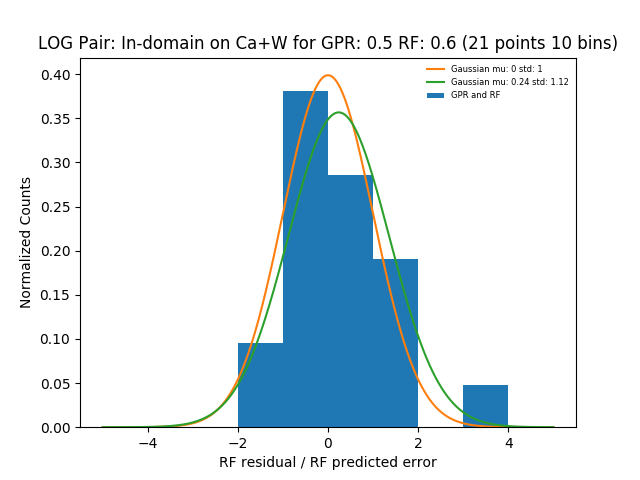 LOG Pair: In-domain on Ca+W for GPR: 0.5 RF: 0.6 (21 points 10 bins)
Gaussian mu: 0 std: 1
Gaussian mu: 0.24 std: 1.12
GPR and RF
Normalized Counts
0.40
0.35
0.30
0.25
0.20
0.15
0.10
0.05
0.00
−4 −2 0 2 4
RF residual / RF predicted error